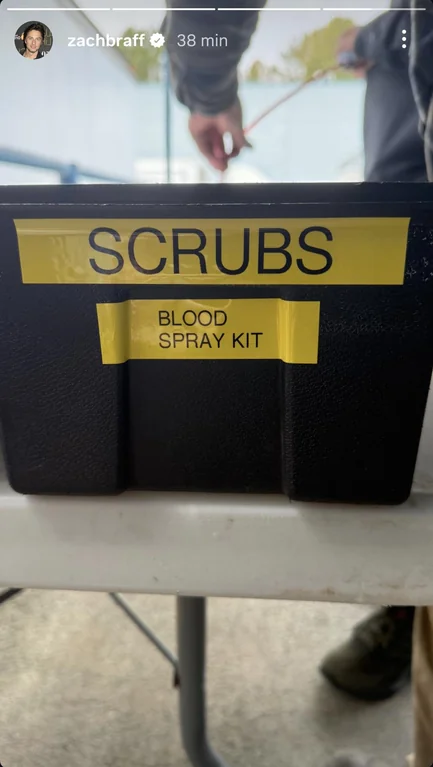 zachbraff 38 min
SCRUBS
BLOOD
SPRAY KIT